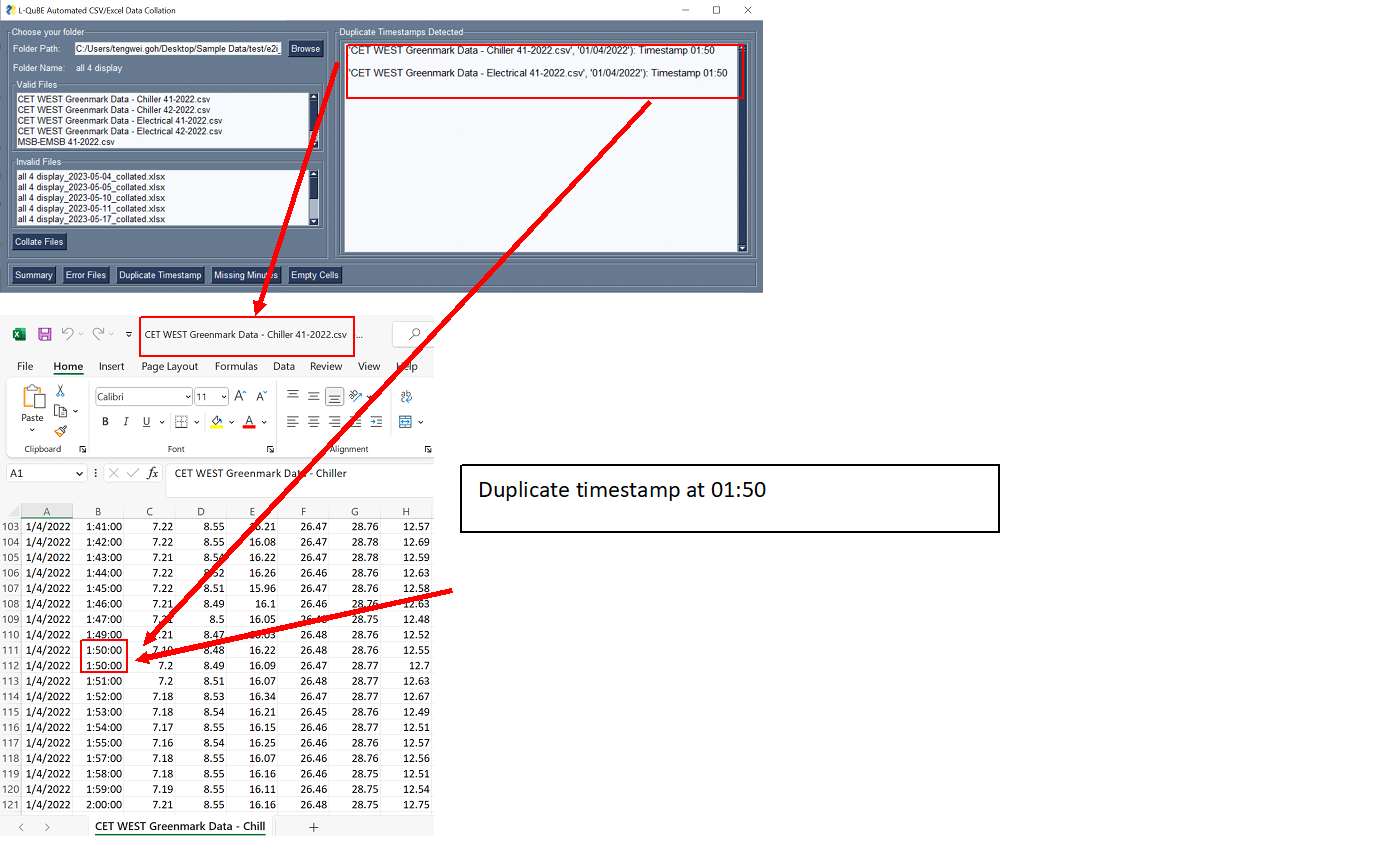 L-QuBE Automated CSV/Excel Data Collation
Choose your folder
Folder Path: C:/Users/tengwei.goh/Desktop/Sample Data/test/e2i_ Browse
Folder Name: all 4 display
Valid Files
CET WEST Greenmark Data - Chiller 41-2022.csv
CET WEST Greenmark Data - Chiller 42-2022.csv
CET WEST Greenmark Data - Electrical 41-2022.csv
CET WEST Greenmark Data - Electrical 42-2022.csv
MSB-EMSB 41-2022.csv
Invalid Files
all 4 display_2023-05-04_collated.xlsx
all 4 display_2023-05-05_collated.xlsx
all 4 display_2023-05-10_collated.xlsx
all 4 display_2023-05-11_collated.xlsx
all 4 display_2023-05-17_collated.xlsx
Collate Files
Duplicate Timestamps Detected
'CET WEST Greenmark Data - Chiller 41-2022.csv', '01/04/2022'): Timestamp 01:50
'CET WEST Greenmark Data - Electrical 41-2022.csv', '01/04/2022'): Timestamp 01:50
Summary Error Files Duplicate Timestamp Missing Minutes Empty Cells
CET WEST Greenmark Data - Chiller 41-2022.csv ...
File Home Insert Page Layout Formulas Data Review View Help
Calibri 11
Paste
B I U A
Clipboard Font Alignment
A1 fx CET WEST Greenmark Data - Chiller
A B C D E F G H
103 1/4/2022 1:41:00 7.22 8.55 16.21 26.47 28.76 12.57
104 1/4/2022 1:42:00 7.22 8.55 16.08 26.47 28.78 12.69
105 1/4/2022 1:43:00 7.21 8.54 16.22 26.47 28.78 12.59
106 1/4/2022 1:44:00 7.22 8.52 16.26 26.46 28.76 12.63
107 1/4/2022 1:45:00 7.22 8.51 15.96 26.47 28.76 12.58
108 1/4/2022 1:46:00 7.21 8.49 16.1 26.46 28.76 12.63
109 1/4/2022 1:47:00 8.5 16.05 28.75 12.48
110 1/4/2022 1:49:00 7.21 8.47 16.03 26.48 28.76 12.52
111 1/4/2022 1:50:00 7.19 8.48 16.22 26.48 28.76 12.55
112 1/4/2022 1:50:00 7.2 8.49 16.09 26.47 28.77 12.7
113 1/4/2022 1:51:00 7.2 8.51 16.07 26.48 28.77 12.63
114 1/4/2022 1:52:00 7.18 8.53 16.34 26.47 28.77 12.67
115 1/4/2022 1:53:00 7.18 8.54 16.21 26.45 28.76 12.49
116 1/4/2022 1:54:00 7.17 8.55 16.15 26.46 28.77 12.51
117 1/4/2022 1:55:00 7.16 8.54 16.25 26.46 28.76 12.57
118 1/4/2022 1:57:00 7.18 8.55 16.07 26.46 28.76 12.56
119 1/4/2022 1:58:00 7.18 8.55 16.16 26.46 28.75 12.51
120 1/4/2022 1:59:00 7.19 8.55 16.11 26.46 28.75 12.54
121 1/4/2022 2:00:00 7.21 8.55 16.16 26.48 28.75 12.75
CET WEST Greenmark Data - Chill
Duplicate timestamp at 01:50